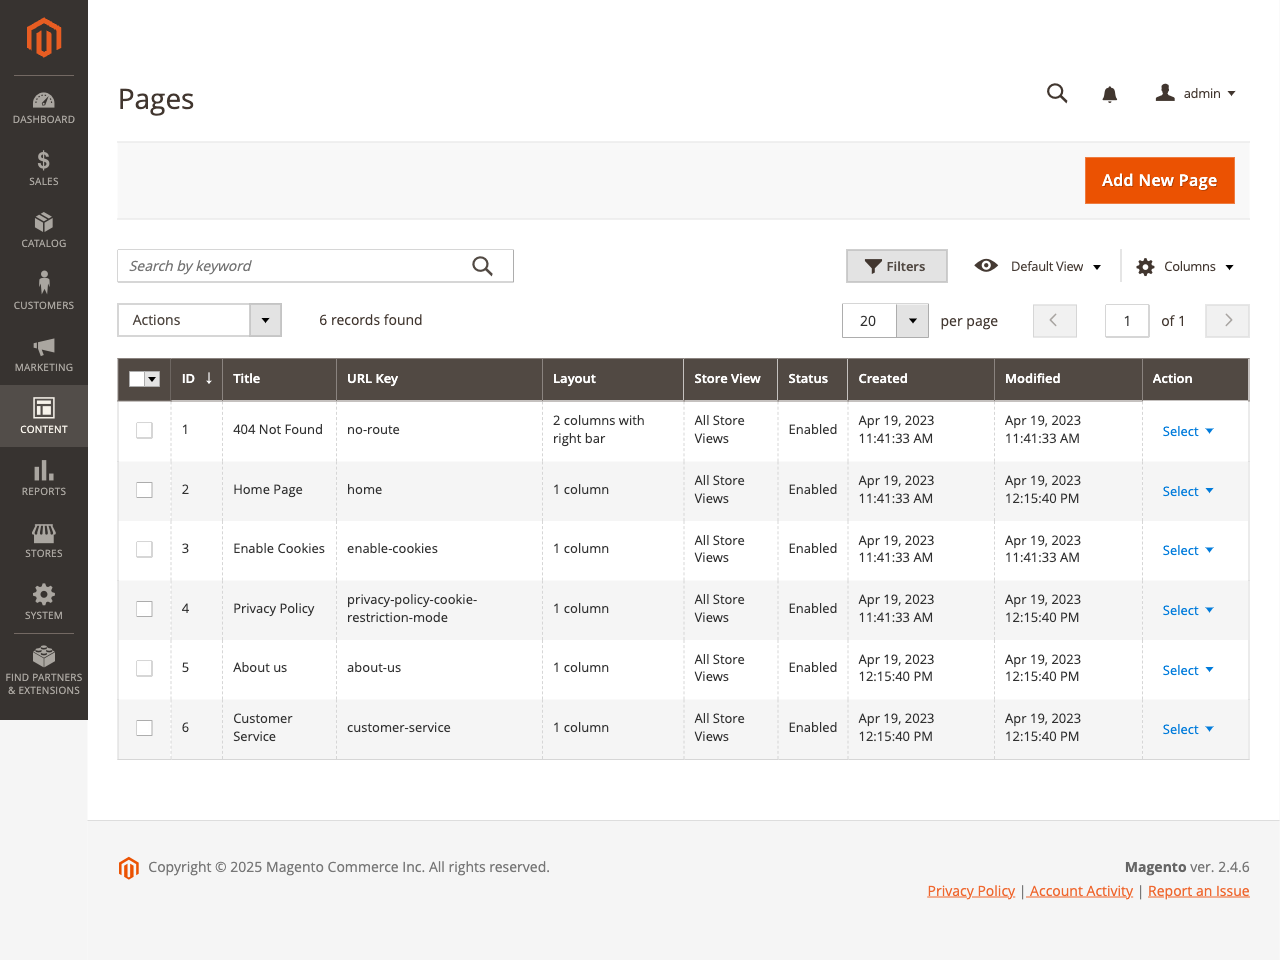 DASHBOARD
SALES
CATALOG
CUSTOMERS
MARKETING
CONTENT
REPORTS
STORES
SYSTEM
FIND PARTNERS
& EXTENSIONS
Pages
admin
Add New Page
Search by keyword
Filters
Default View
Columns
Actions
6 records found
20
per page
1
of 1
ID ↓ Title URL Key Layout Store View Status Created Modified Action
1 404 Not Found no-route 2 columns with right bar All Store Views Enabled Apr 19, 2023 11:41:33 AM Apr 19, 2023 11:41:33 AM Select
2 Home Page home 1 column All Store Views Enabled Apr 19, 2023 11:41:33 AM Apr 19, 2023 12:15:40 PM Select
3 Enable Cookies enable-cookies 1 column All Store Views Enabled Apr 19, 2023 11:41:33 AM Apr 19, 2023 11:41:33 AM Select
4 Privacy Policy privacy-policy-cookie-restriction-mode 1 column All Store Views Enabled Apr 19, 2023 11:41:33 AM Apr 19, 2023 12:15:40 PM Select
5 About us about-us 1 column All Store Views Enabled Apr 19, 2023 12:15:40 PM Apr 19, 2023 12:15:40 PM Select
6 Customer Service customer-service 1 column All Store Views Enabled Apr 19, 2023 12:15:40 PM Apr 19, 2023 12:15:40 PM Select
Copyright © 2025 Magento Commerce Inc. All rights reserved.
Magento ver. 2.4.6
Privacy Policy | Account Activity | Report an Issue